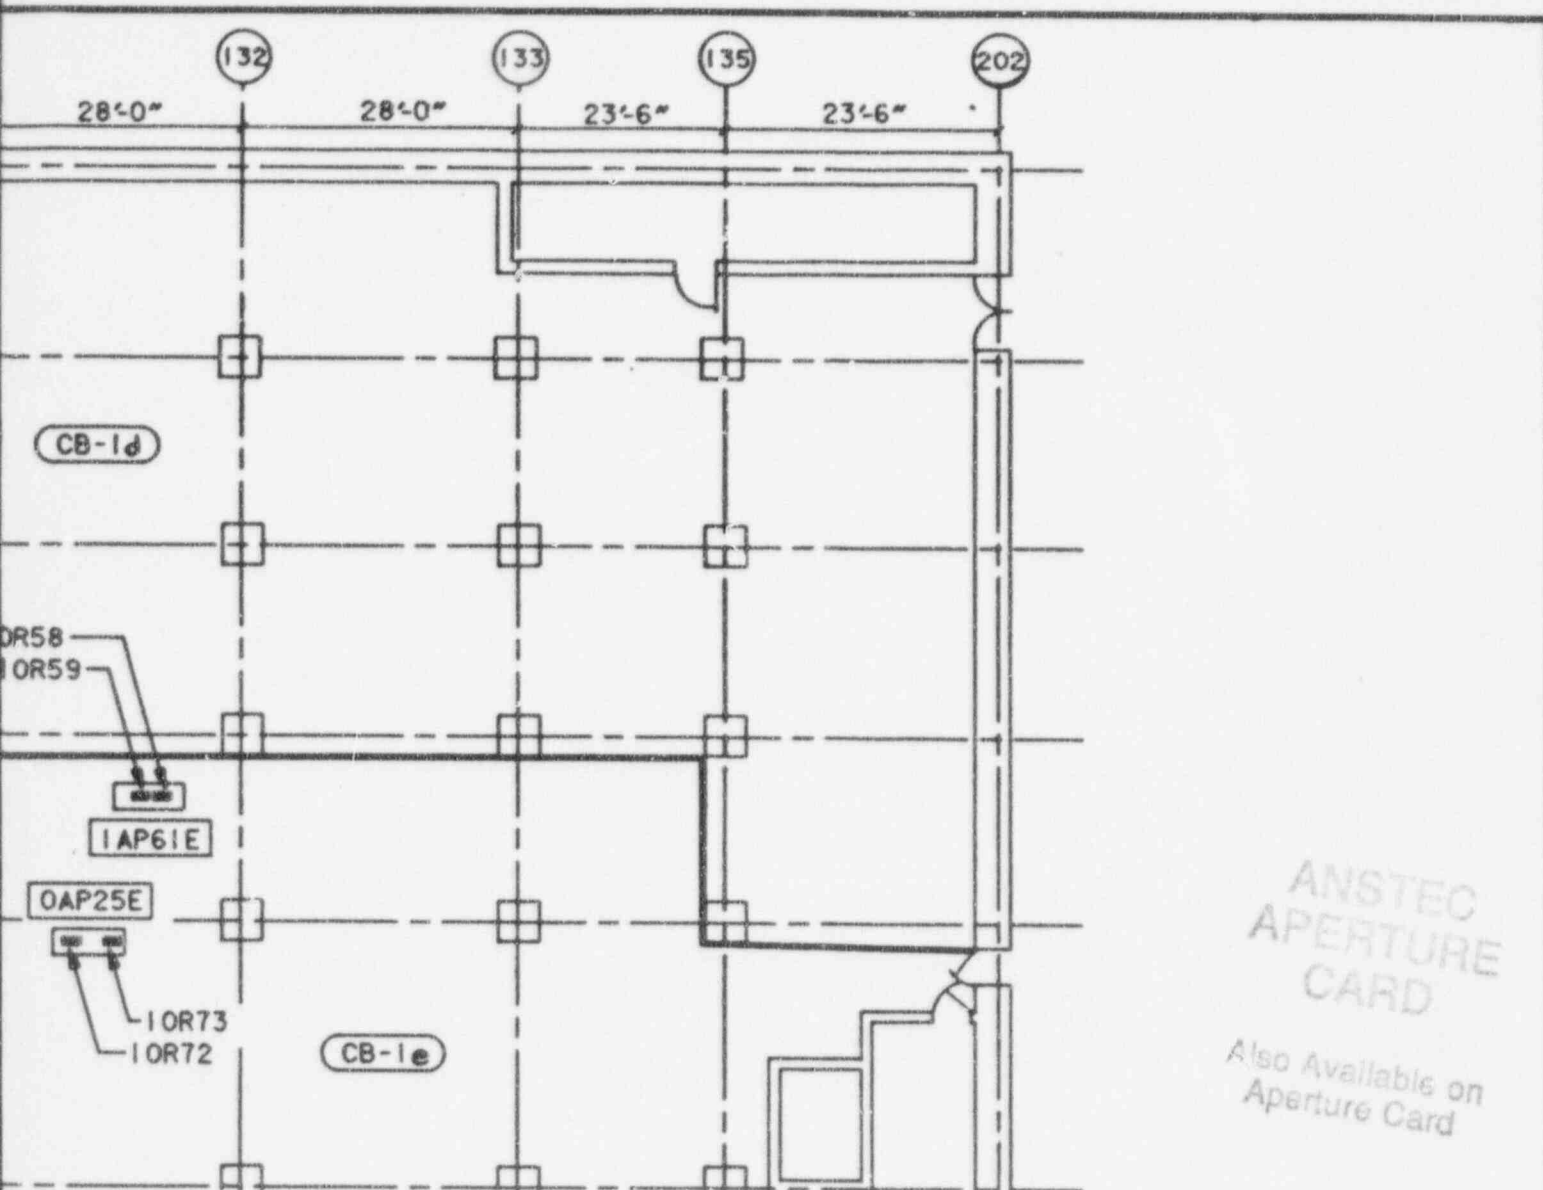 132 133 135 202
28'-0" 28'-0" 23'-6" 23'-6"
CB-1d
OR58
1OR59
1AP61E
0AP25E
1OR73
1OR72
CB-1e
ANSTEC
APERTURE
CARD
Also Available on
Aperture Card